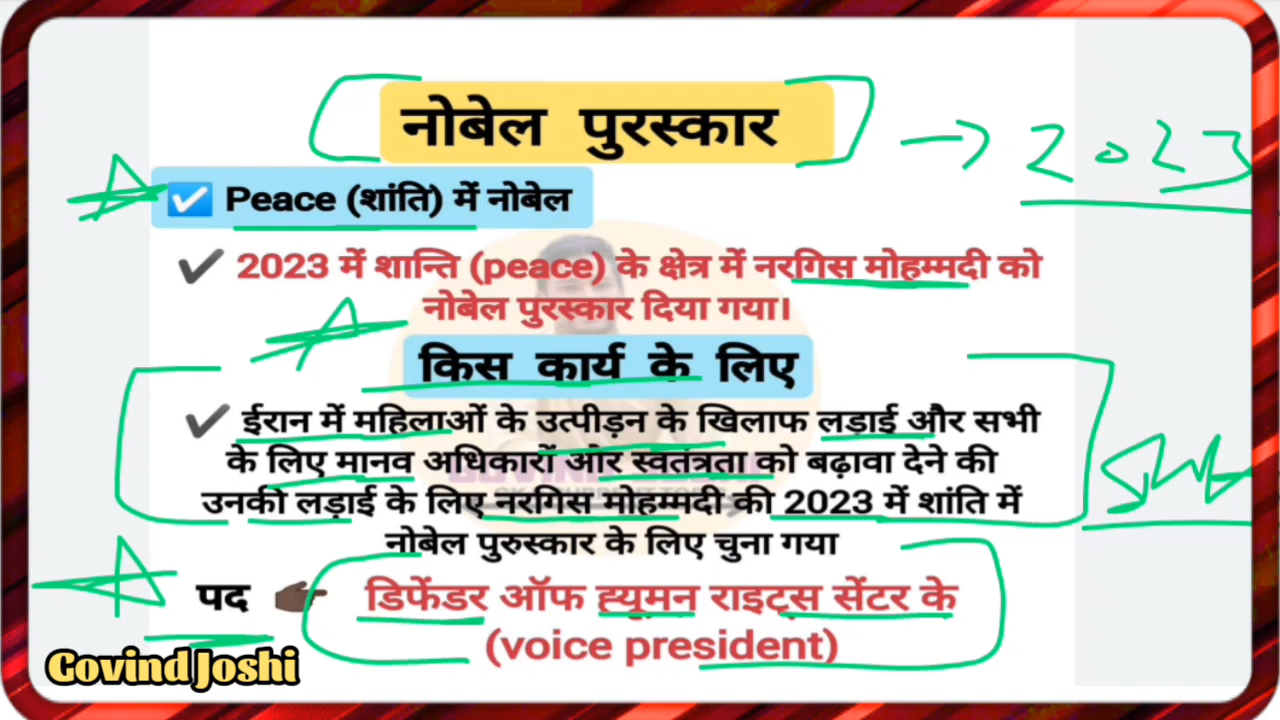 नोबेल पुरस्कार
→ 2023
☑ Peace (शांति) में नोबेल
✔ 2023 में शान्ति (peace) के क्षेत्र में नरगिस मोहम्मदी को
नोबेल पुरस्कार दिया गया।
किस कार्य के लिए
✔ ईरान में महिलाओं के उत्पीड़न के खिलाफ लड़ाई और सभी
के लिए मानव अधिकारों और स्वतंत्रता को बढ़ावा देने की
उनकी लड़ाई के लिए नरगिस मोहम्मदी की 2023 में शांति में
नोबेल पुरुस्कार के लिए चुना गया
पद 👉 डिफेंडर ऑफ ह्यूमन राइट्स सेंटर के
(voice president)
Govind Joshi